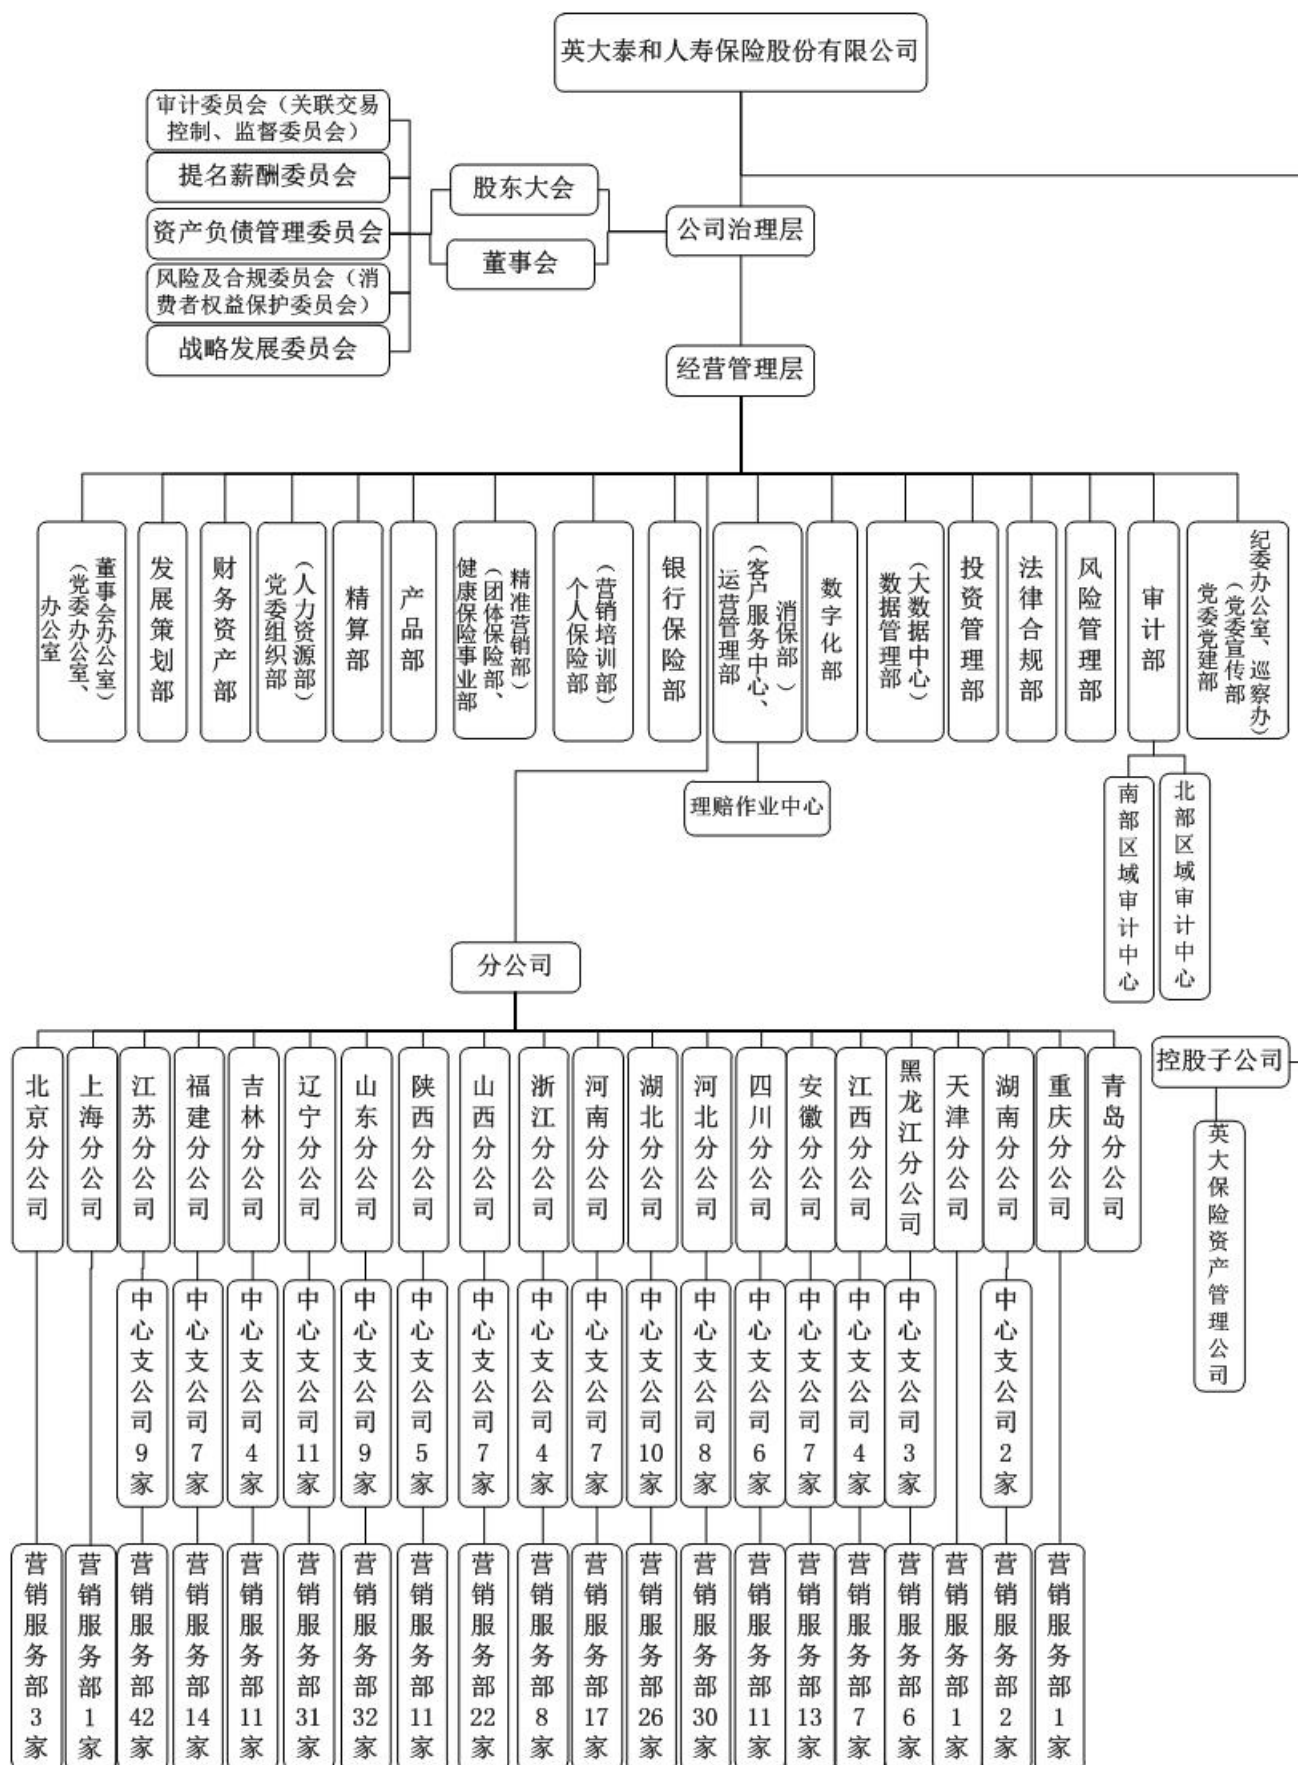 英大泰和人寿保险股份有限公司
审计委员会（关联交易
控制、监督委员会）
提名薪酬委员会
资产负债管理委员会
风险及合规委员会（消
费者权益保护委员会）
战略发展委员会
股东大会
董事会
公司治理层
经营管理层
办公室
（党委办公室、
董事会办公室）
发展策划部
财务资产部
党委组织部
（人力资源部）
精算部
产品部
健康保险事业部
（团体保险部、
精准营销部）
个人保险部
（营销培训部）
银行保险部
运营管理部
（客户服务中心、
消保部）
数字化部
数据管理部
（大数据中心）
投资管理部
法律合规部
风险管理部
审计部
党委党建部
（党委宣传部
纪委办公室、巡察办）
理赔作业中心
南部区域审计中心
北部区域审计中心
分公司
北京分公司
上海分公司
江苏分公司
福建分公司
吉林分公司
辽宁分公司
山东分公司
陕西分公司
山西分公司
浙江分公司
河南分公司
湖北分公司
河北分公司
四川分公司
安徽分公司
江西分公司
黑龙江分公司
天津分公司
湖南分公司
重庆分公司
青岛分公司
控股子公司
英大保险资产管理公司
中心支公司9家
中心支公司7家
中心支公司4家
中心支公司11家
中心支公司9家
中心支公司5家
中心支公司7家
中心支公司4家
中心支公司7家
中心支公司10家
中心支公司8家
中心支公司6家
中心支公司7家
中心支公司4家
中心支公司3家
中心支公司2家
营销服务部3家
营销服务部1家
营销服务部42家
营销服务部14家
营销服务部11家
营销服务部31家
营销服务部32家
营销服务部11家
营销服务部22家
营销服务部8家
营销服务部17家
营销服务部26家
营销服务部30家
营销服务部11家
营销服务部13家
营销服务部7家
营销服务部6家
营销服务部1家
营销服务部2家
营销服务部1家